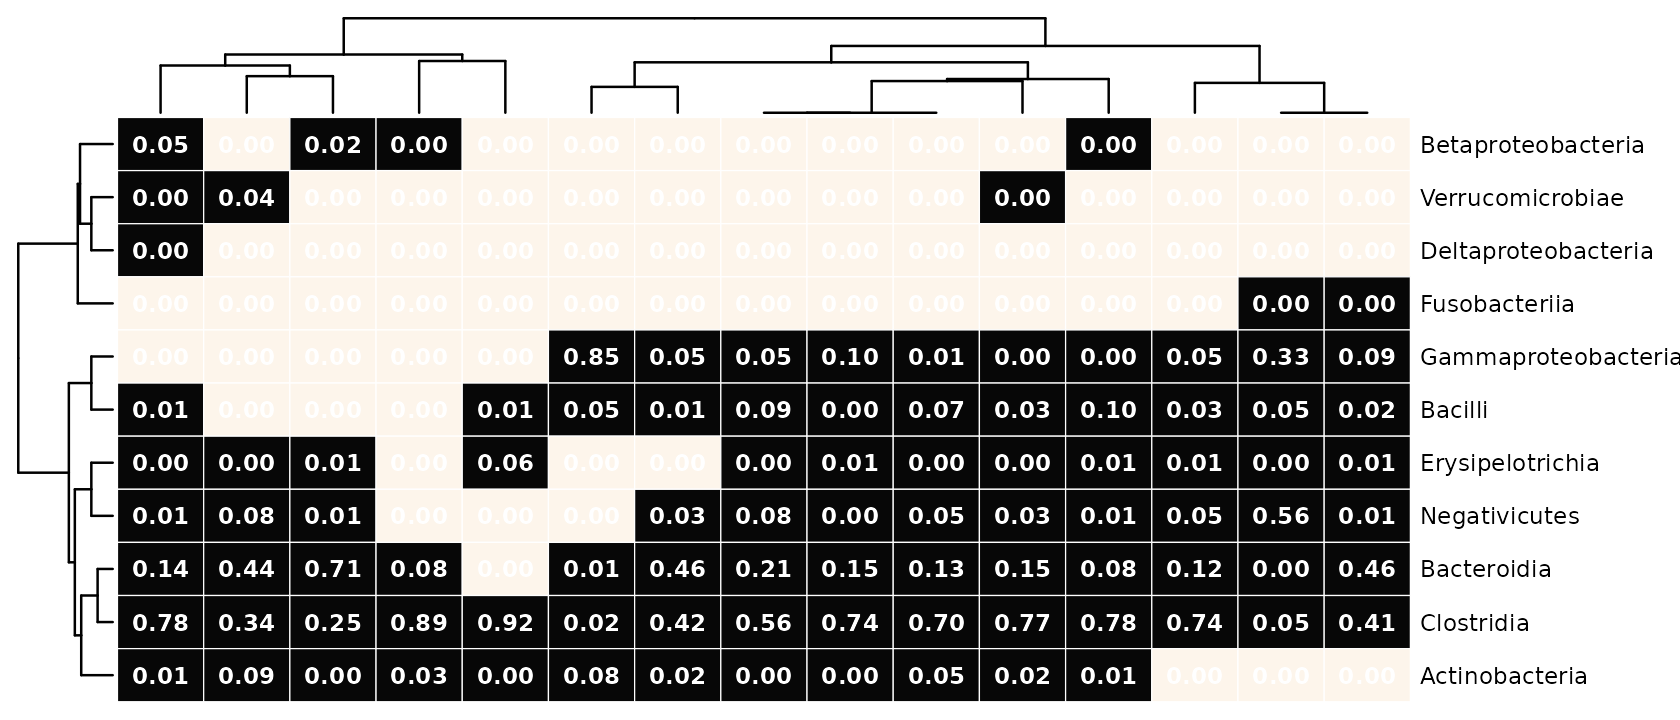 0.05 0.00 0.02 0.00 0.00 0.00 0.00 0.00 0.00 0.00 0.00 0.00 0.00 0.00 0.00 Betaproteobacteria
0.00 0.04 0.00 0.00 0.00 0.00 0.00 0.00 0.00 0.00 0.00 0.00 0.00 0.00 0.00 Verrucomicrobiae
0.00 0.00 0.00 0.00 0.00 0.00 0.00 0.00 0.00 0.00 0.00 0.00 0.00 0.00 0.00 Deltaproteobacteria
0.00 0.00 0.00 0.00 0.00 0.00 0.00 0.00 0.00 0.00 0.00 0.00 0.00 0.00 0.00 Fusobacteriia
0.00 0.00 0.00 0.00 0.00 0.85 0.05 0.05 0.10 0.01 0.00 0.00 0.05 0.33 0.09 Gammaproteobacteria
0.01 0.00 0.00 0.00 0.01 0.05 0.01 0.09 0.00 0.07 0.03 0.10 0.03 0.05 0.02 Bacilli
0.00 0.00 0.01 0.00 0.06 0.00 0.00 0.00 0.01 0.00 0.00 0.01 0.01 0.00 0.01 Erysipelotrichia
0.01 0.08 0.01 0.00 0.00 0.00 0.03 0.08 0.00 0.05 0.03 0.01 0.05 0.56 0.01 Negativicutes
0.14 0.44 0.71 0.08 0.00 0.01 0.46 0.21 0.15 0.13 0.15 0.08 0.12 0.00 0.46 Bacteroidia
0.78 0.34 0.25 0.89 0.92 0.02 0.42 0.56 0.74 0.70 0.77 0.78 0.74 0.05 0.41 Clostridia
0.01 0.09 0.00 0.03 0.00 0.08 0.02 0.00 0.00 0.05 0.02 0.01 0.00 0.00 0.00 Actinobacteria